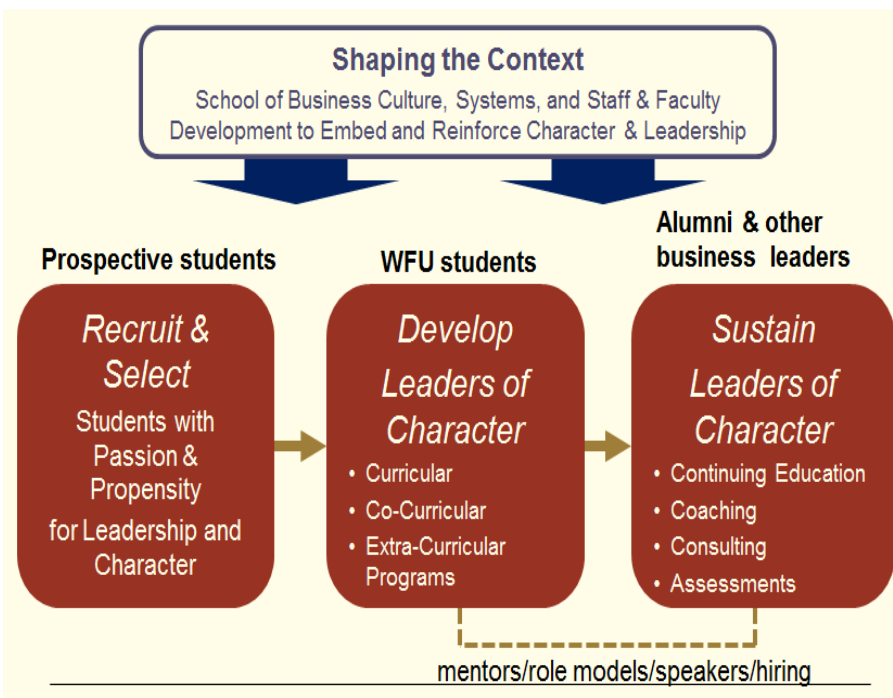 Shaping the Context
School of Business Culture, Systems, and Staff & Faculty
Development to Embed and Reinforce Character & Leadership
Prospective students
Recruit &
Select
Students with
Passion &
Propensity
for Leadership and
Character
WFU students
Develop
Leaders of
Character
• Curricular
• Co-Curricular
• Extra-Curricular
Programs
Alumni & other
business leaders
Sustain
Leaders of
Character
• Continuing Education
• Coaching
• Consulting
• Assessments
mentors/role models/speakers/hiring